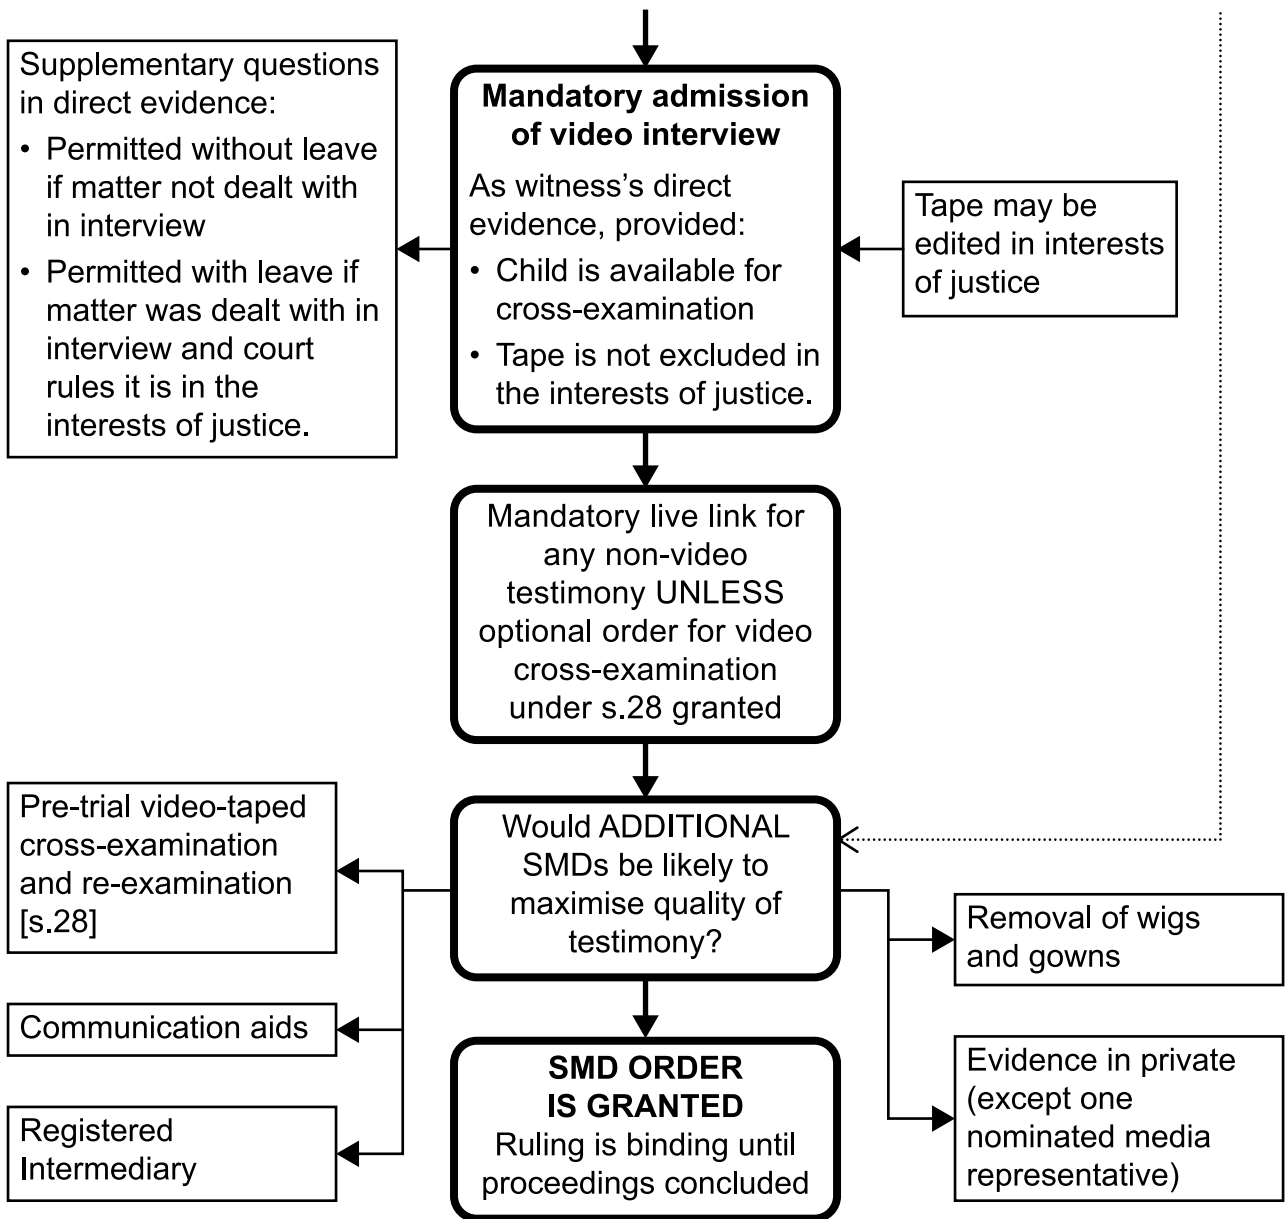 Supplementary questions
in direct evidence:
• Permitted without leave
if matter not dealt with
in interview
• Permitted with leave if
matter was dealt with in
interview and court
rules it is in the
interests of justice.
Mandatory admission
of video interview
As witness’s direct
evidence, provided:
• Child is available for
cross-examination
• Tape is not excluded in
the interests of justice.
Tape may be
edited in interests
of justice
Mandatory live link for
any non-video
testimony UNLESS
optional order for video
cross-examination
under s.28 granted
Pre-trial video-taped
cross-examination
and re-examination
[s.28]
Communication aids
Registered
Intermediary
Would ADDITIONAL
SMDs be likely to
maximise quality of
testimony?
Removal of wigs
and gowns
Evidence in private
(except one
nominated media
representative)
SMD ORDER
IS GRANTED
Ruling is binding until
proceedings concluded